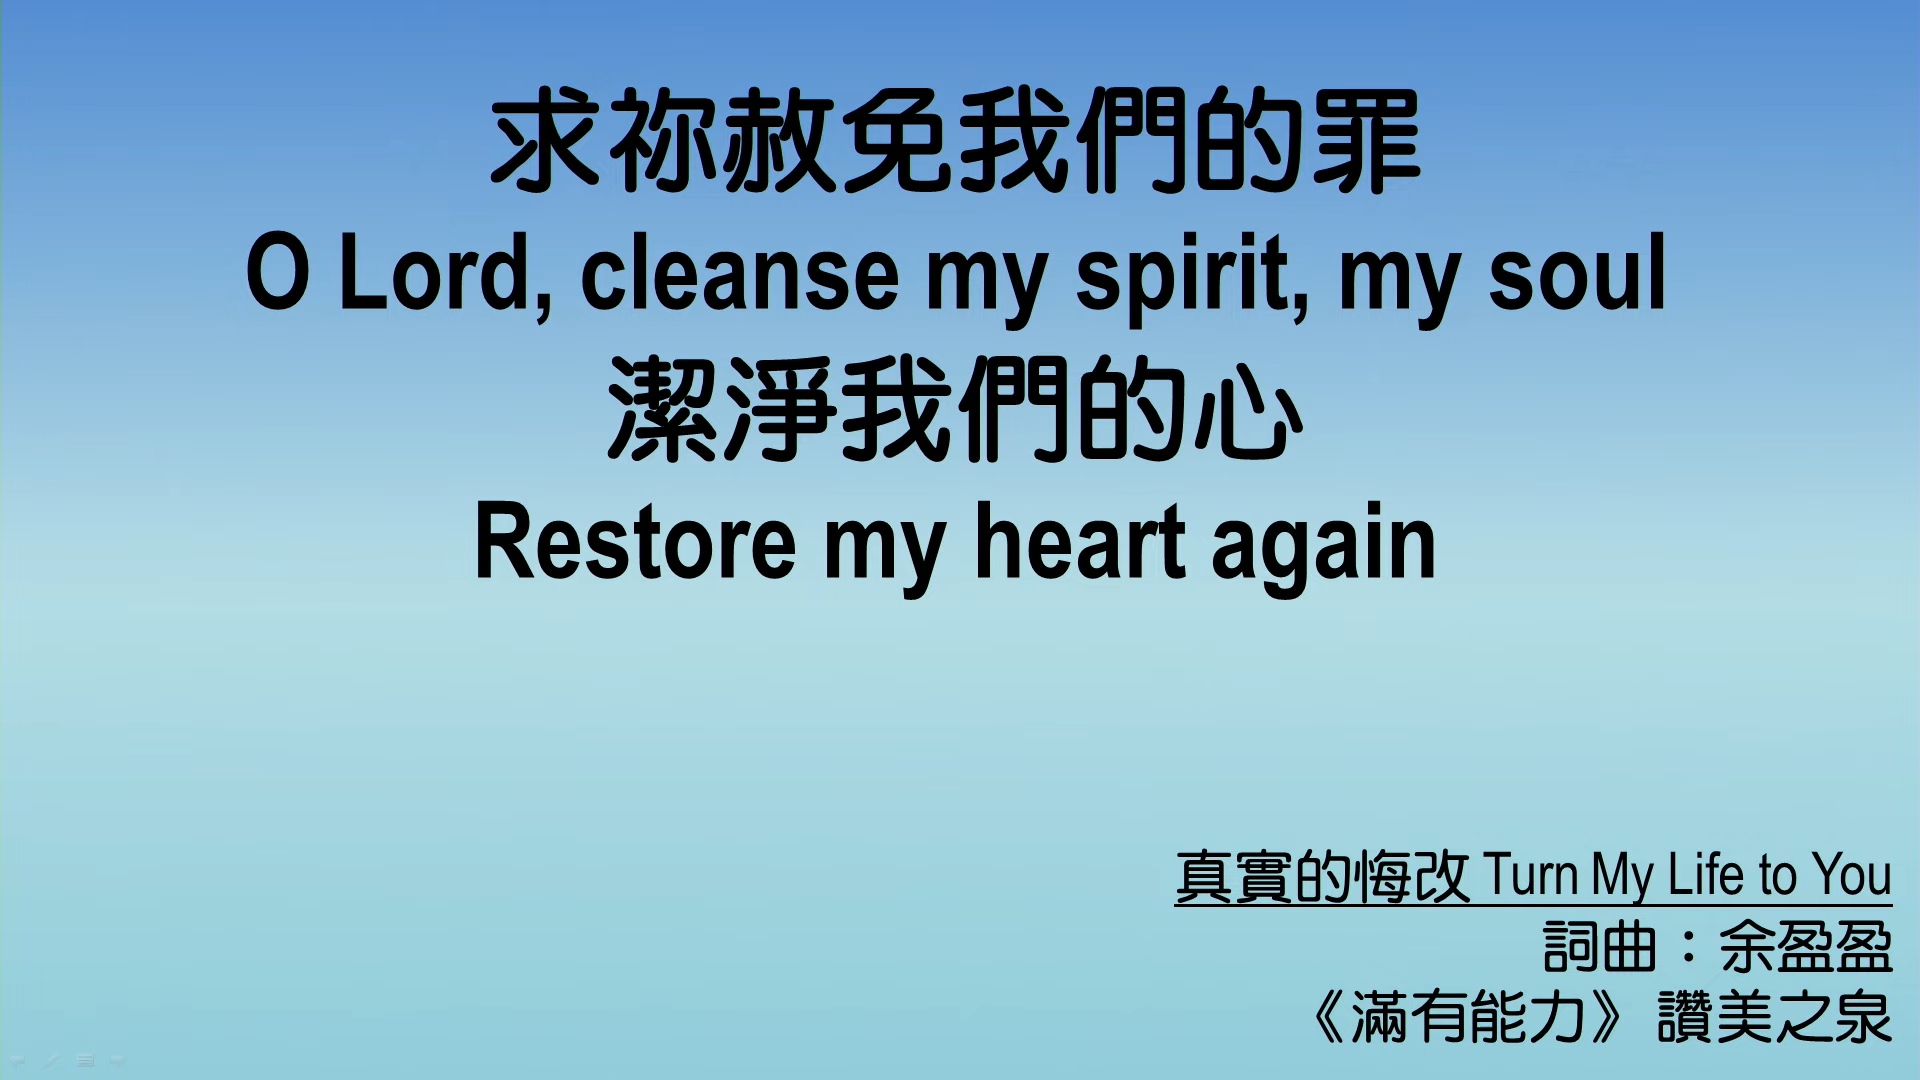 求祢赦免我們的罪
O Lord, cleanse my spirit, my soul
潔淨我們的心
Restore my heart again
真實的悔改 Turn My Life to You
詞曲：余盈盈
《滿有能力》 讚美之泉